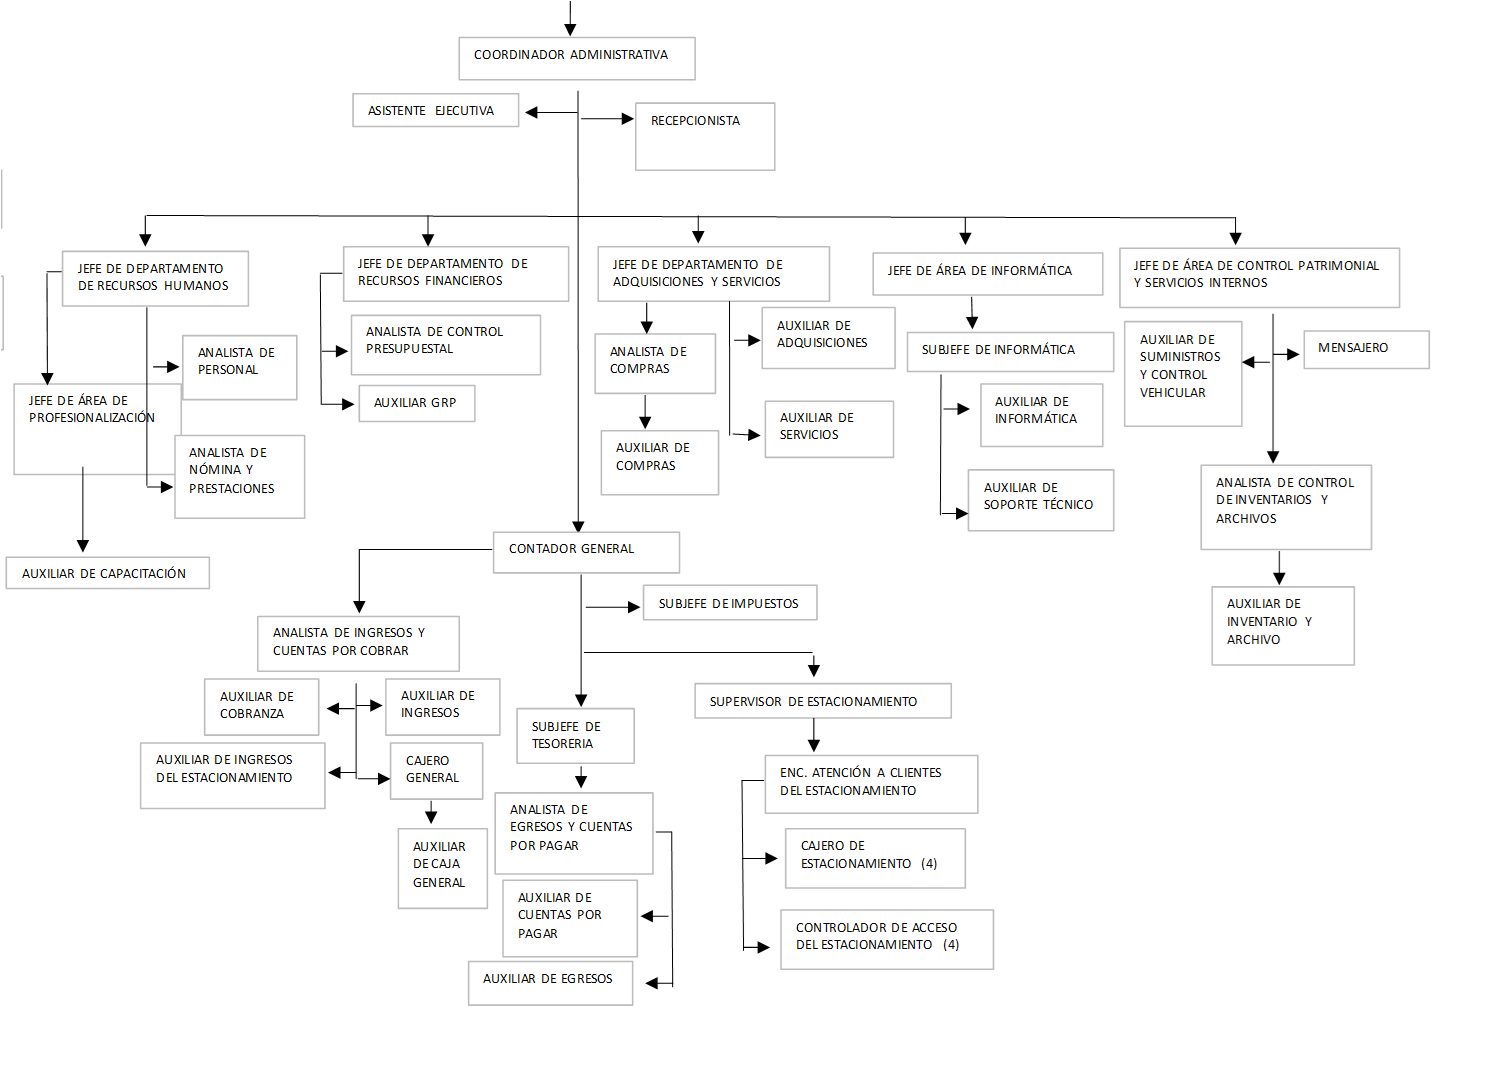 COORDINADOR ADMINISTRATIVA
ASISTENTE EJECUTIVA
RECEPCIONISTA
JEFE DE DEPARTAMENTO
DE RECURSOS HUMANOS
JEFE DE DEPARTAMENTO DE
RECURSOS FINANCIEROS
JEFE DE DEPARTAMENTO DE
ADQUISICIONES Y SERVICIOS
JEFE DE ÁREA DE INFORMÁTICA
JEFE DE ÁREA DE CONTROL PATRIMONIAL
Y SERVICIOS INTERNOS
ANALISTA DE
PERSONAL
JEFE DE ÁREA DE
PROFESIONALIZACIÓN
ANALISTA DE
NÓMINA Y
PRESTACIONES
AUXILIAR DE CAPACITACIÓN
ANALISTA DE CONTROL
PRESUPUESTAL
AUXILIAR GRP
ANALISTA DE
COMPRAS
AUXILIAR DE
COMPRAS
AUXILIAR DE
ADQUISICIONES
AUXILIAR DE
SERVICIOS
SUBJEFE DE INFORMÁTICA
AUXILIAR DE
INFORMÁTICA
AUXILIAR DE
SOPORTE TÉCNICO
AUXILIAR DE
SUMINISTROS
Y CONTROL
VEHICULAR
MENSAJERO
ANALISTA DE CONTROL
DE INVENTARIOS Y
ARCHIVOS
AUXILIAR DE
INVENTARIO Y
ARCHIVO
CONTADOR GENERAL
SUBJEFE DE IMPUESTOS
ANALISTA DE INGRESOS Y
CUENTAS POR COBRAR
AUXILIAR DE
COBRANZA
AUXILIAR DE
INGRESOS
AUXILIAR DE INGRESOS
DEL ESTACIONAMIENTO
CAJERO
GENERAL
AUXILIAR
DE CAJA
GENERAL
SUBJEFE DE
TESORERIA
ANALISTA DE
EGRESOS Y CUENTAS
POR PAGAR
AUXILIAR DE
CUENTAS POR
PAGAR
AUXILIAR DE EGRESOS
SUPERVISOR DE ESTACIONAMIENTO
ENC. ATENCIÓN A CLIENTES
DEL ESTACIONAMIENTO
CAJERO DE
ESTACIONAMIENTO (4)
CONTROLADOR DE ACCESO
DEL ESTACIONAMIENTO (4)